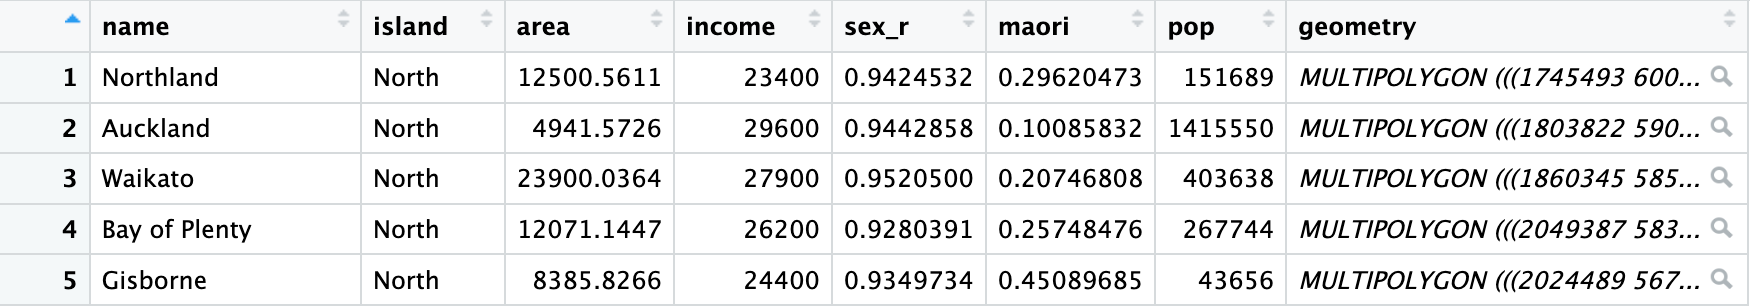 name island area income sex_r maori pop geometry
1 Northland North 12500.5611 23400 0.9424532 0.29620473 151689 MULTIPOLYGON (((1745493 600...
2 Auckland North 4941.5726 29600 0.9442858 0.10085832 1415550 MULTIPOLYGON (((1803822 590...
3 Waikato North 23900.0364 27900 0.9520500 0.20746808 403638 MULTIPOLYGON (((1860345 585...
4 Bay of Plenty North 12071.1447 26200 0.9280391 0.25748476 267744 MULTIPOLYGON (((2049387 583...
5 Gisborne North 8385.8266 24400 0.9349734 0.45089685 43656 MULTIPOLYGON (((2024489 567...